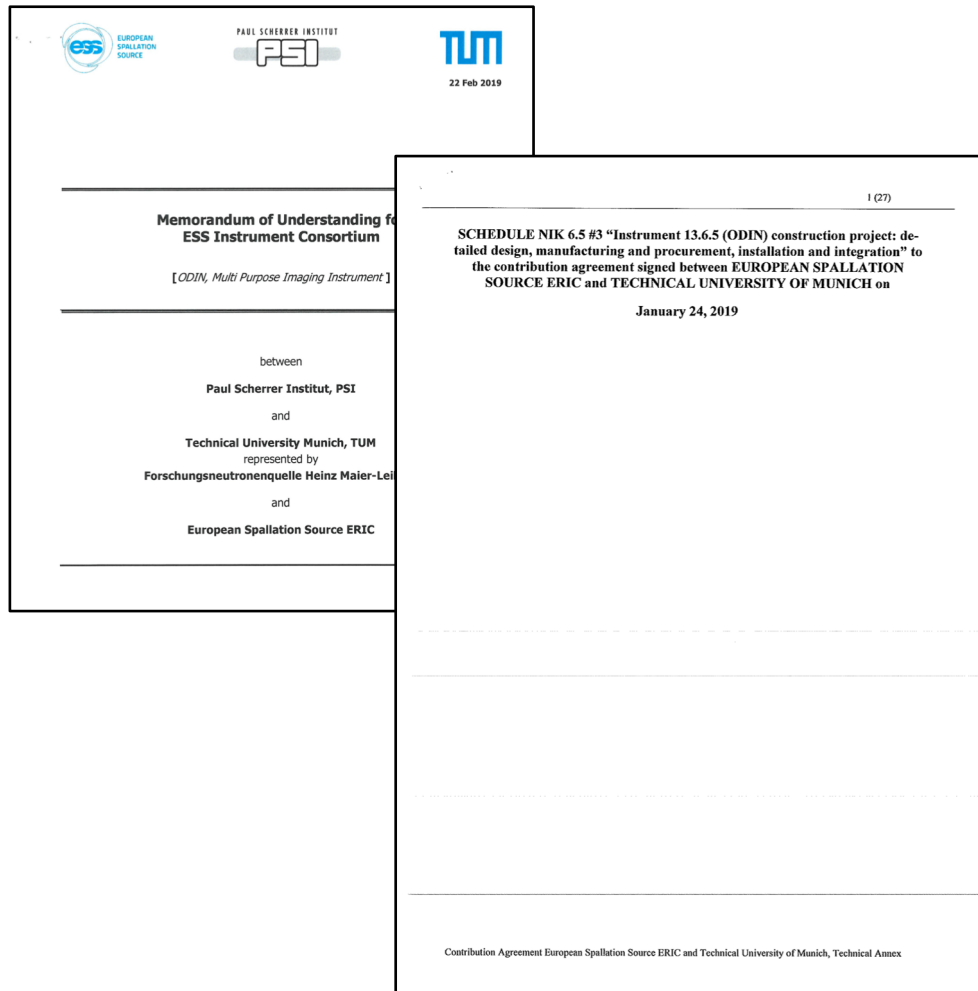 ess
EUROPEAN
SPALLATION
SOURCE
PAUL SCHERRER INSTITUT
PSI
TUM
22 Feb 2019
Memorandum of Understanding fo
ESS Instrument Consortium
[ODIN, Multi Purpose Imaging Instrument ]
between
Paul Scherrer Institut, PSI
and
Technical University Munich, TUM
represented by
Forschungsneutronenquelle Heinz Maier-Lei
and
European Spallation Source ERIC
1 (27)
SCHEDULE NIK 6.5 #3 “Instrument 13.6.5 (ODIN) construction project: de-
tailed design, manufacturing and procurement, installation and integration” to
the contribution agreement signed between EUROPEAN SPALLATION
SOURCE ERIC and TECHNICAL UNIVERSITY OF MUNICH on
January 24, 2019
Contribution Agreement European Spallation Source ERIC and Technical University of Munich, Technical Annex